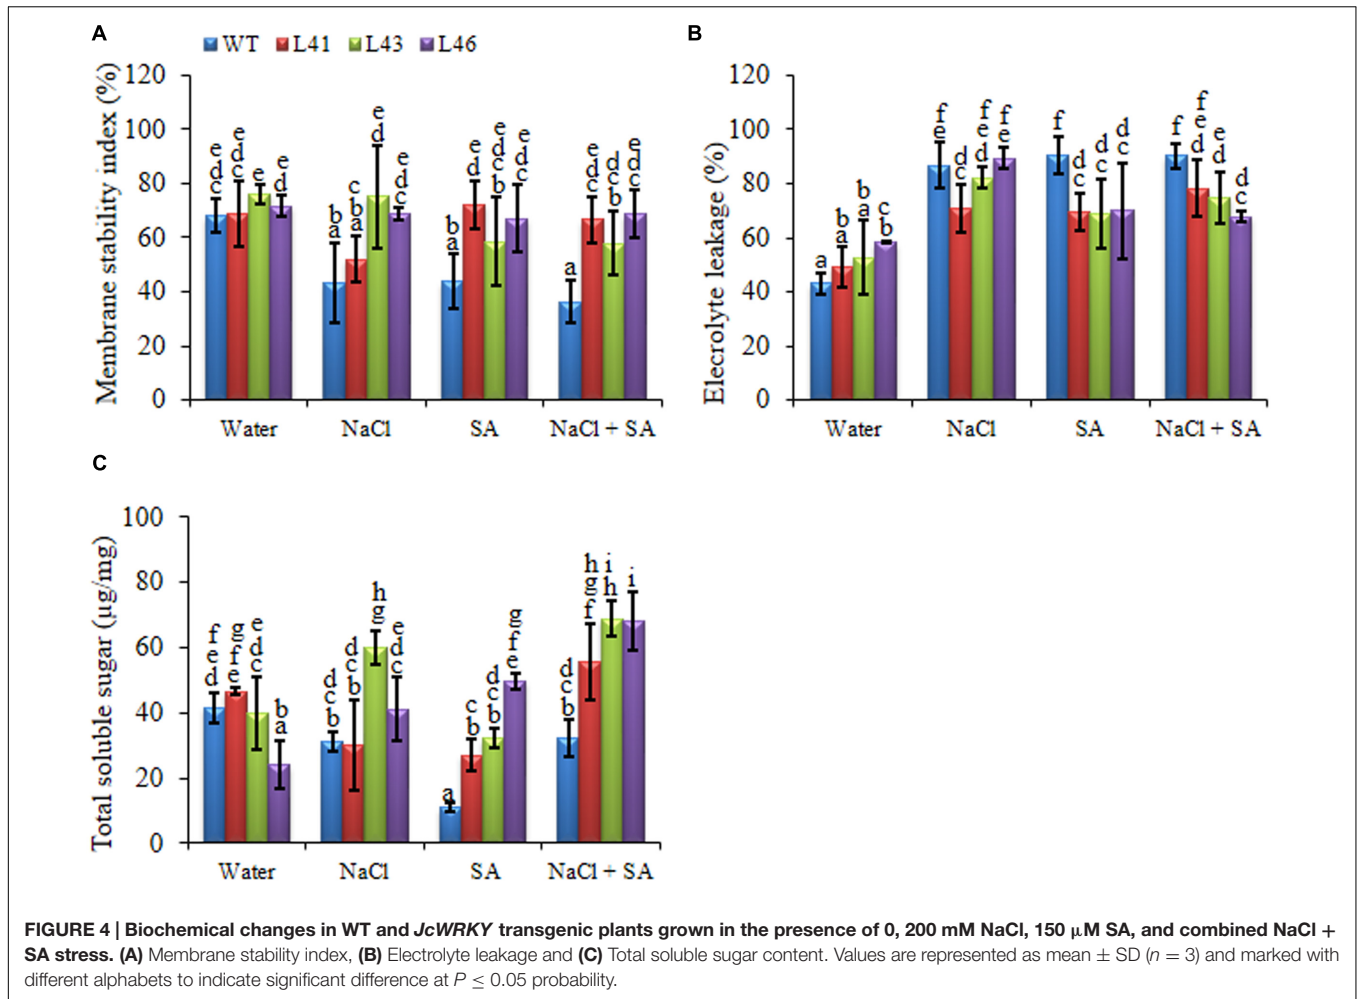 A
WT L41 L43 L46
Membrane stability index (%)
120
100
80
60
40
20
0
e d c
e d c
e
d
b a
c b a
e d
e d c
b a
e d
e d c b
e d c
a
e d c
d c b
e d c
Water NaCl SA NaCl + SA
B
Elecrolyte leakage (%)
120
100
80
60
40
20
0
a
b a
b a
c b
f e
d c
f e d
f e
f
d c
d c
d c
f
f e d
e d
d c
Water NaCl SA NaCl + SA
C
Total soluble sugar (µg/mg)
100
80
60
40
20
0
f e d
g f e
e d c
b a
d c b
d c b
h g
e d c
a
c b
d c b
g f e
d c b
h g f
i h
i
Water NaCl SA NaCl + SA
FIGURE 4 | Biochemical changes in WT and JcWRKY transgenic plants grown in the presence of 0, 200 mM NaCl, 150 µM SA, and combined NaCl +
SA stress. (A) Membrane stability index, (B) Electrolyte leakage and (C) Total soluble sugar content. Values are represented as mean ± SD (n = 3) and marked with
different alphabets to indicate significant difference at P ≤ 0.05 probability.